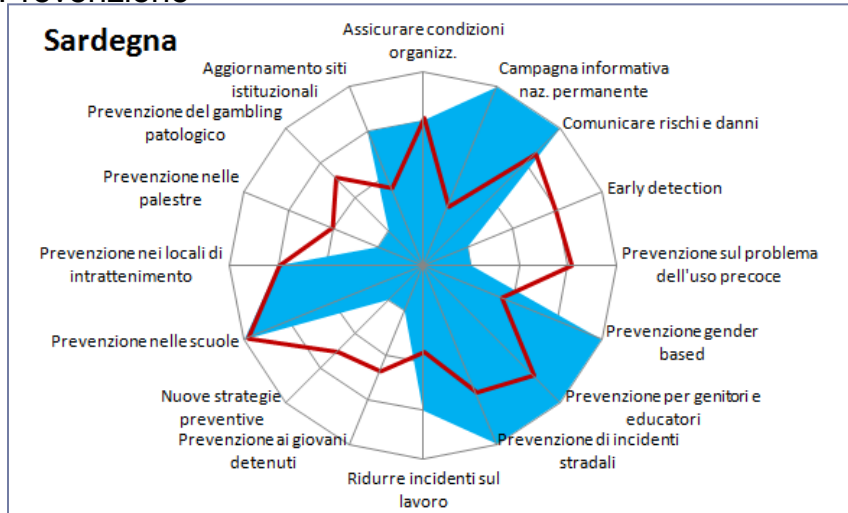 Prevenzione
Sardegna
Assicurare condizioni
organizz.
Campagna informativa
naz. permanente
Comunicare rischi e danni
Early detection
Prevenzione sul problema
dell'uso precoce
Prevenzione gender
based
Prevenzione per genitori e
educatori
Prevenzione di incidenti
stradali
Ridurre incidenti sul
lavoro
Prevenzione ai giovani
detenuti
Nuove strategie
preventive
Prevenzione nelle scuole
Prevenzione nei locali di
intrattenimento
Prevenzione nelle
palestre
Prevenzione del gambling
patologico
Aggiornamento siti
istituzionali